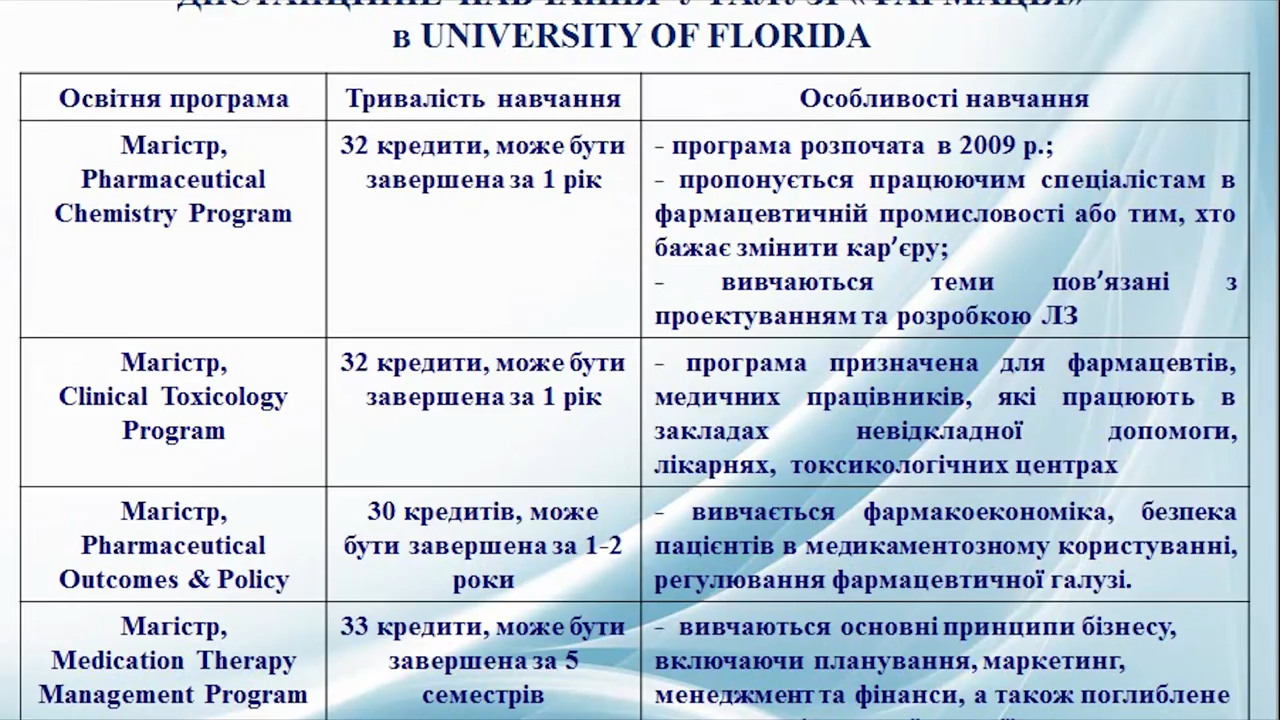 ДИСТАНЦІЙНЕ НАВЧАННЯ У ГАЛУЗІ «ФАРМАЦІЯ»
в UNIVERSITY OF FLORIDA
Освітня програма
Тривалість навчання
Особливості навчання
Магістр,
Pharmaceutical
Chemistry Program
32 кредити, може бути
завершена за 1 рік
- програма розпочата в 2009 р.;
- пропонується працюючим спеціалістам в
фармацевтичній промисловості або тим, хто
бажає змінити кар’єру;
- вивчаються теми пов’язані з
проектуванням та розробкою ЛЗ
Магістр,
Clinical Toxicology
Program
32 кредити, може бути
завершена за 1 рік
- програма призначена для фармацевтів,
медичних працівників, які працюють в
закладах невідкладної допомоги,
лікарнях, токсикологічних центрах
Магістр,
Pharmaceutical
Outcomes & Policy
30 кредитів, може
бути завершена за 1-2
роки
- вивчається фармакоекономіка, безпека
пацієнтів в медикаментозному користуванні,
регулювання фармацевтичної галузі.
Магістр,
Medication Therapy
Management Program
33 кредити, може бути
завершена за 5
семестрів
- вивчаються основні принципи бізнесу,
включаючи планування, маркетинг,
менеджмент та фінанси, а також поглиблене